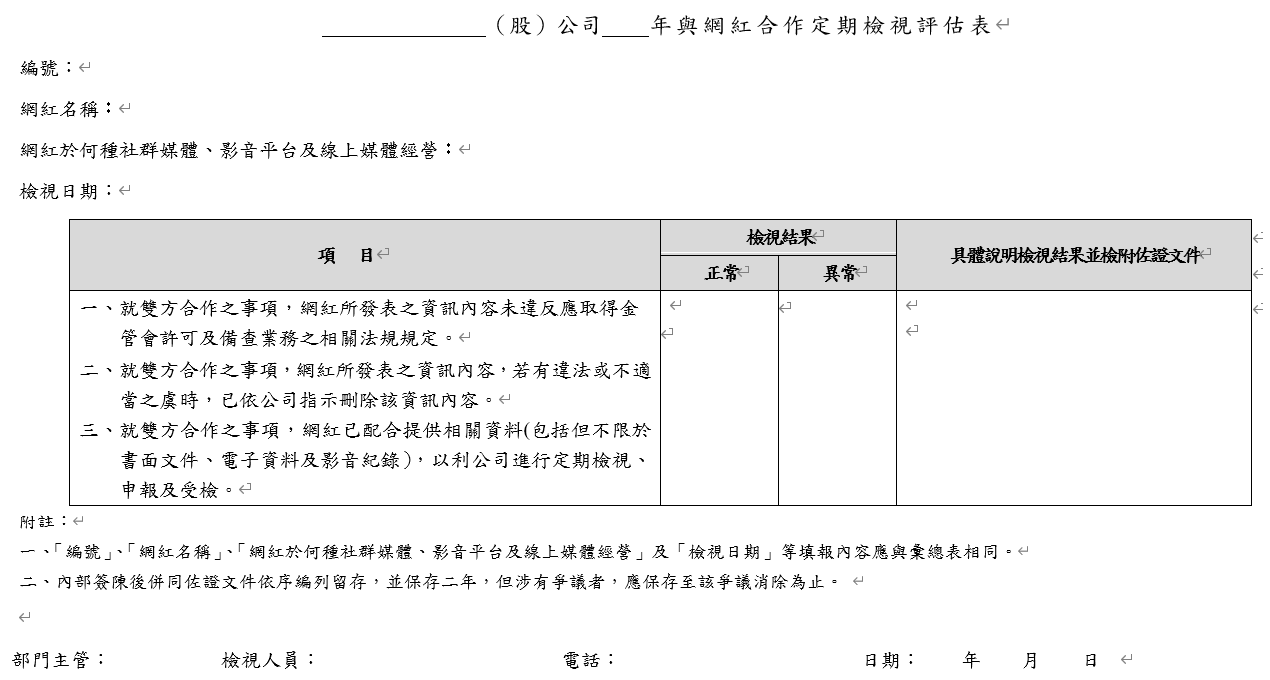 ______________（股）公司____年與網紅合作定期檢視評估表
編號：
網紅名稱：
網紅於何種社群媒體、影音平台及線上媒體經營：
檢視日期：
項　目
檢視結果
具體說明檢視結果並檢附佐證文件
正常
異常
一、就雙方合作之事項，網紅所發表之資訊內容未違反應取得金
管會許可及備查業務之相關法規規定。
二、就雙方合作之事項，網紅所發表之資訊內容，若有違法或不適
當之虞時，已依公司指示刪除該資訊內容。
三、就雙方合作之事項，網紅已配合提供相關資料(包括但不限於
書面文件、電子資料及影音紀錄)，以利公司進行定期檢視、
申報及受檢。
附註：
一、「編號」、「網紅名稱」、「網紅於何種社群媒體、影音平台及線上媒體經營」及「檢視日期」等填報內容應與彙總表相同。
二、內部簽陳後併同佐證文件依序編列留存，並保存二年，但涉有爭議者，應保存至該爭議消除為止。
部門主管：　檢視人員：　電話：　日期：　年　月　日